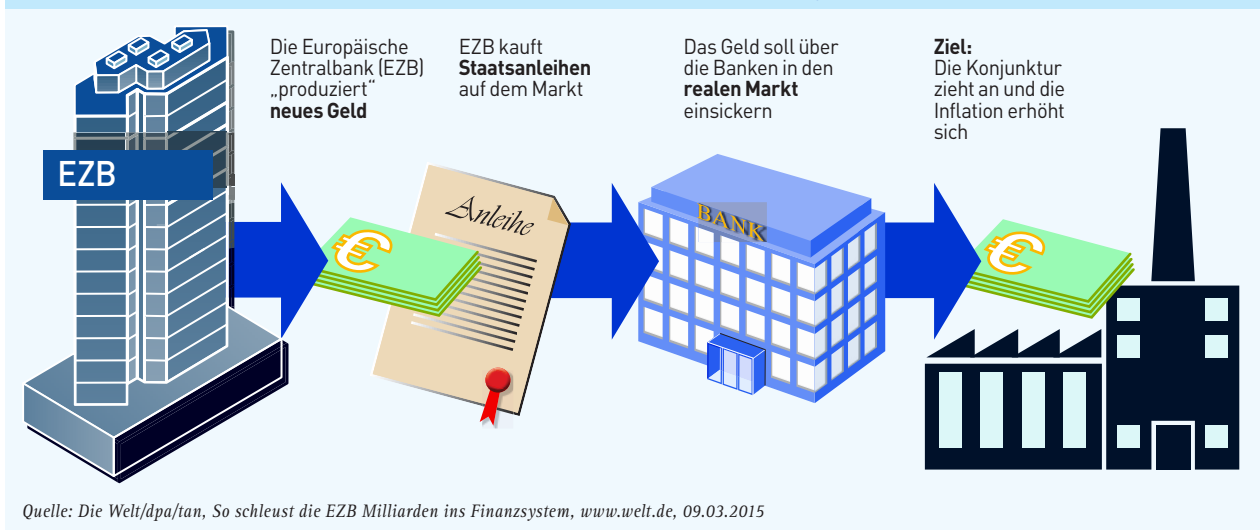 Die Europäische
Zentralbank (EZB)
„produziert“
neues Geld
EZB kauft
Staatsanleihen
auf dem Markt
Das Geld soll über
die Banken in den
realen Markt
einsickern
Ziel:
Die Konjunktur
zieht an und die
Inflation erhöht
sich
EZB
€
Anleihe
BANK
€
Quelle: Die Welt/dpa/tan, So schleust die EZB Milliarden ins Finanzsystem, www.welt.de, 09.03.2015